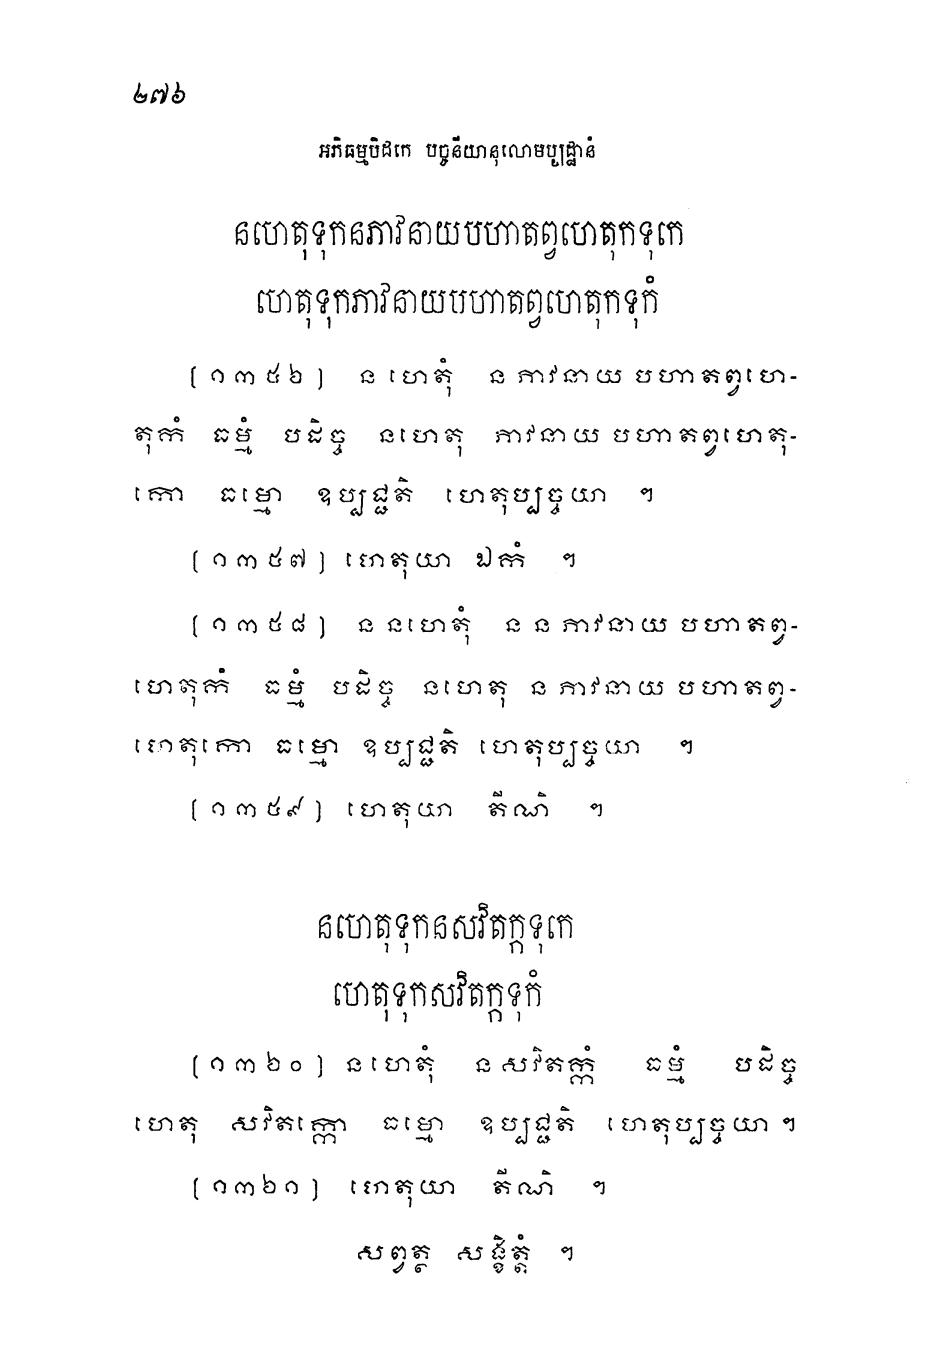 ២៧៦
អភិធម្មបិដកេ បច្ចនីយានុលោមប្បដ្ឋានំ
នហេតុទុកនភាវនាយបហាតព្វហេតុកទុកេ
ហេតុទុកភាវនាយបហាតព្វហេតុកទុកំ
[១៣៥៦] ន ហេតុំ ន ភាវនាយ បហាតព្វហេ-
តុកំ ធម្មំ បដិច្ច នហេតុ ភាវនាយ បហាតព្វហេតុ-
កោ ធម្មោ ឧប្បជ្ជតិ ហេតុប្បច្ចយា ។
[១៣៥៧] ហេតុយា ឯកំ ។
[១៣៥៨] ន នហេតុំ ន ន ភាវនាយ បហាតព្វ-
ហេតុកំ ធម្មំ បដិច្ច នហេតុ ន ភាវនាយ បហាតព្វ-
ហេតុកោ ធម្មោ ឧប្បជ្ជតិ ហេតុប្បច្ចយា ។
[១៣៥៩] ហេតុយា តីណិ ។
នហេតុទុកនសវិតក្កទុកេ
ហេតុទុកសវិតក្កទុកំ
[១៣៦០] ន ហេតុំ ន សវិតក្កំ ធម្មំ បដិច្ច
ហេតុ សវិតក្កោ ធម្មោ ឧប្បជ្ជតិ ហេតុប្បច្ចយា ។
[១៣៦១] ហេតុយា តីណិ ។
សព្វត្ថ សង្ខិត្តំ ។